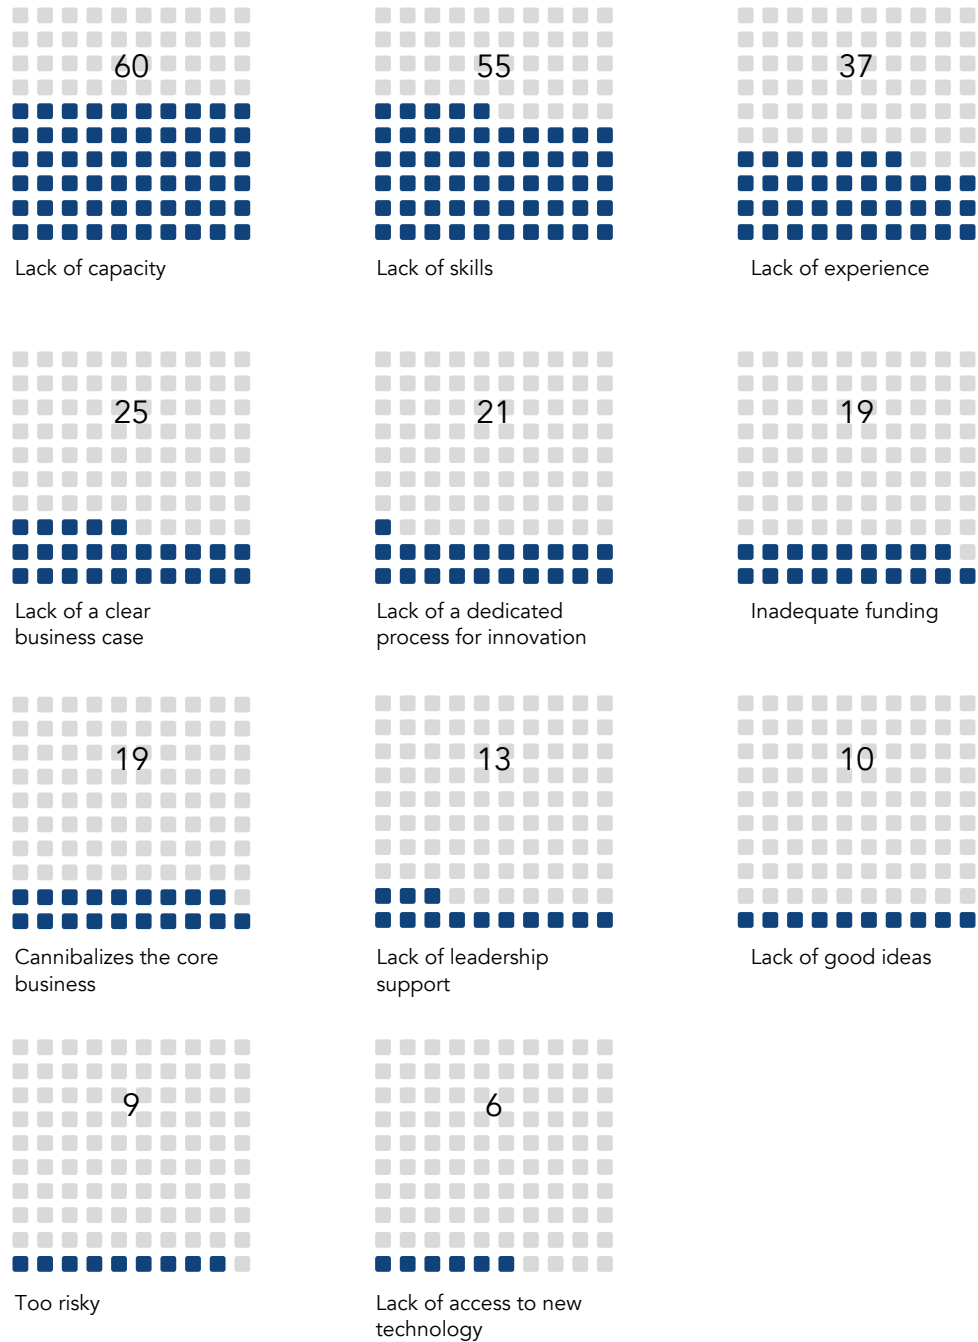 60
55
37
Lack of capacity
Lack of skills
Lack of experience
25
21
19
Lack of a clear
business case
Lack of a dedicated
process for innovation
Inadequate funding
19
13
10
Cannibalizes the core
business
Lack of leadership
support
Lack of good ideas
9
6
Too risky
Lack of access to new
technology